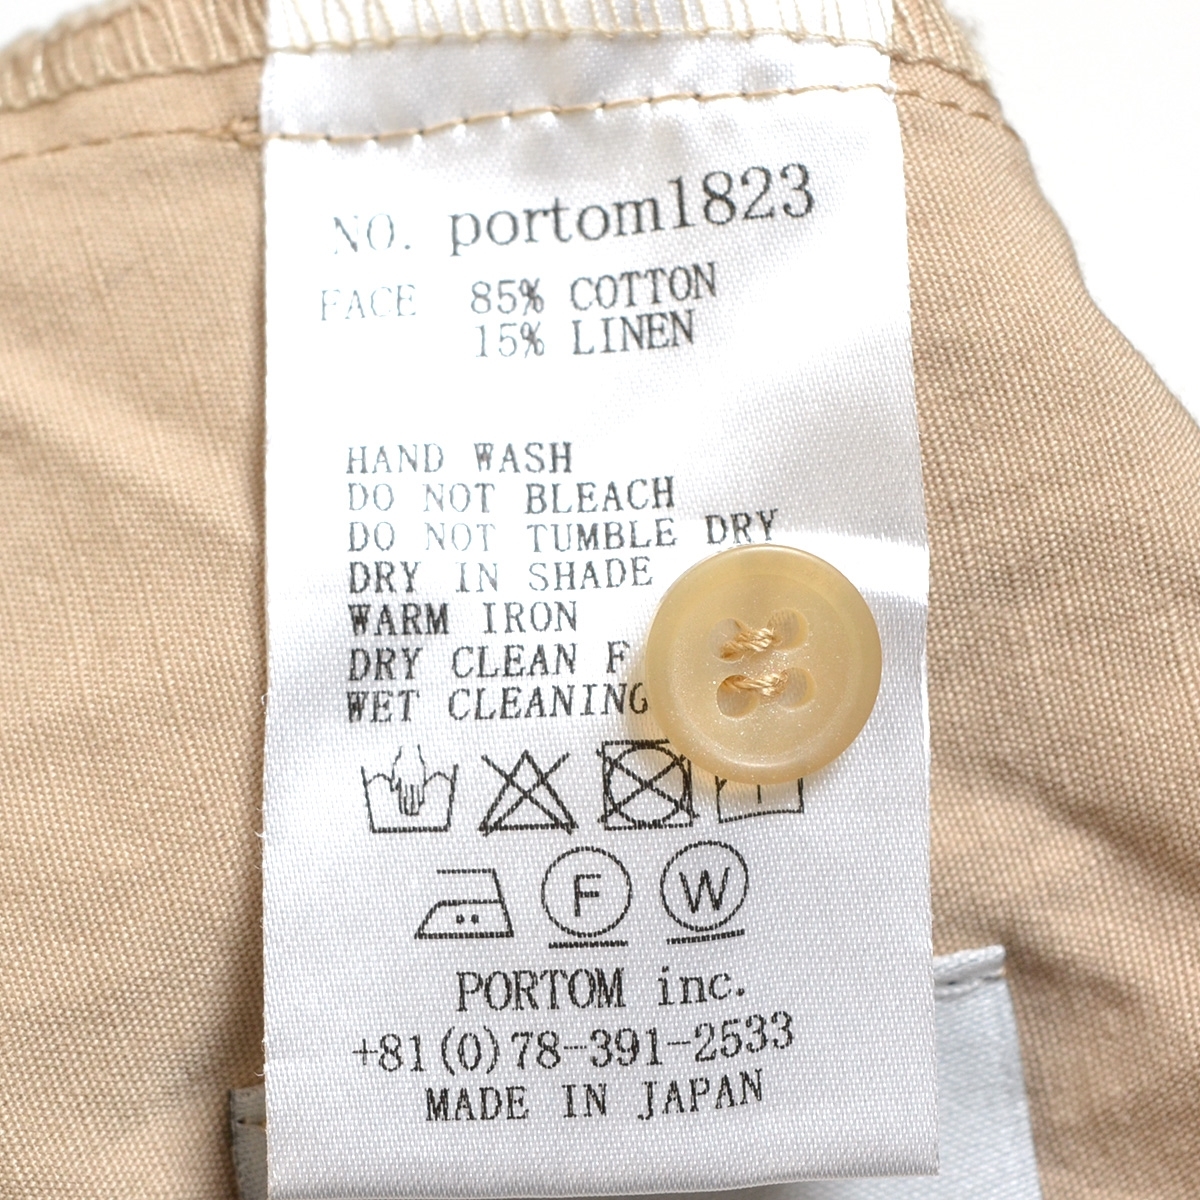 NO. portom1823
FACE 85% COTTON
15% LINEN
HAND WASH
DO NOT BLEACH
DO NOT TUMBLE DRY
DRY IN SHADE
WARM IRON
DRY CLEAN F
WET CLEANING
F W
PORTOM inc.
+81(0)78-391-2533
MADE IN JAPAN